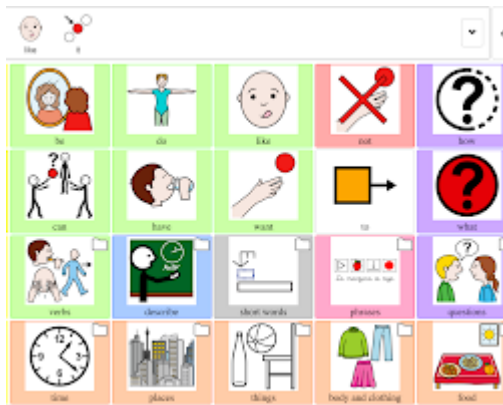 like it
be do like not how
can have want to what
verbs describe short words phrases questions
time places things body and clothing food